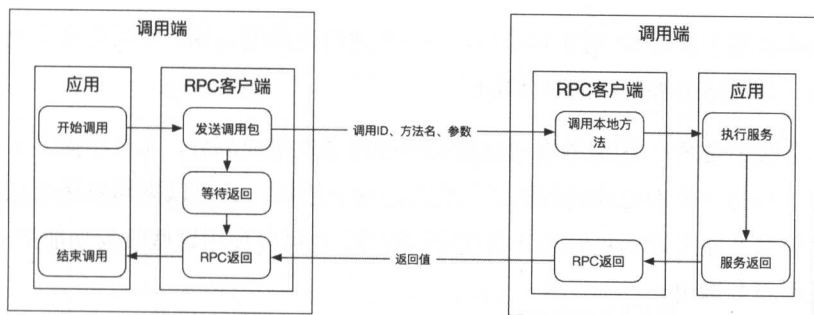 调用端
应用
RPC客户端
开始调用
发送调用包
等待返回
结束调用
RPC返回
调用ID、方法名、参数
返回值
调用端
RPC客户端
应用
调用本地方
法
执行服务
RPC返回
服务返回